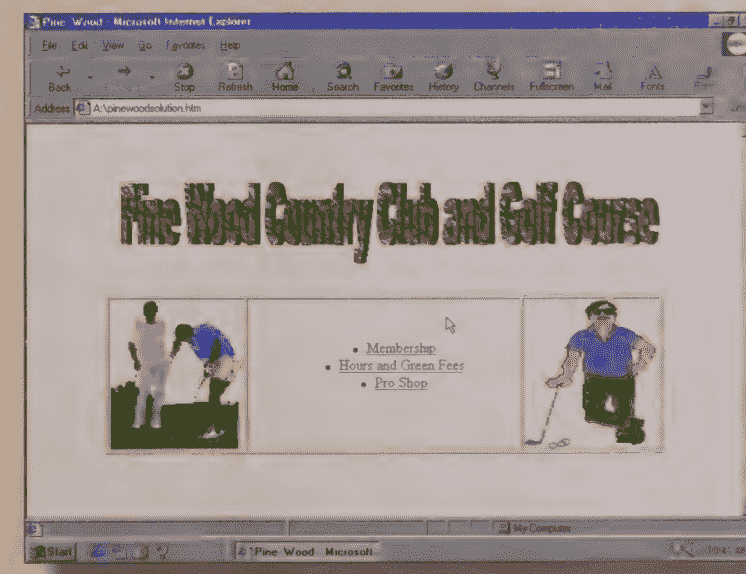 Pine Wood - Microsoft Internet Explorer
File Edit View Go Favorites Help
Back Stop Refresh Home Search Favorites History Channels Fullscreen Mail Fonts Print
Address A:\pinewoodsolution.htm
Pine Wood Country Club and Golf Course
Membership
Hours and Green Fees
Pro Shop
My Computer
Start Pine Wood - Microsoft